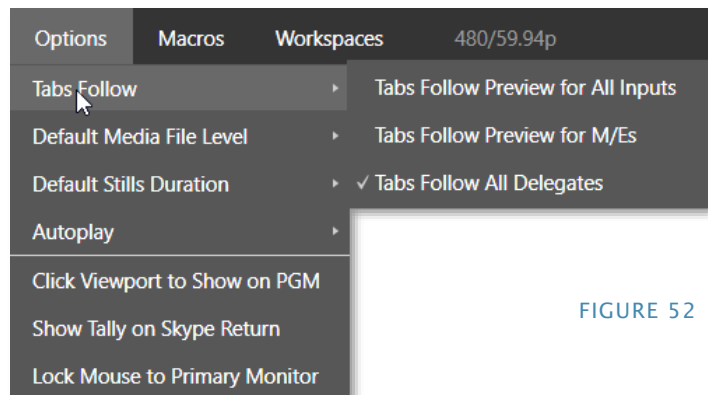 Options Macros Workspaces 480/59.94p
Tabs Follow
Tabs Follow Preview for All Inputs
Default Media File Level
Tabs Follow Preview for M/Es
Default Stills Duration
✓ Tabs Follow All Delegates
Autoplay
Click Viewport to Show on PGM
Show Tally on Skype Return
Lock Mouse to Primary Monitor
FIGURE 52